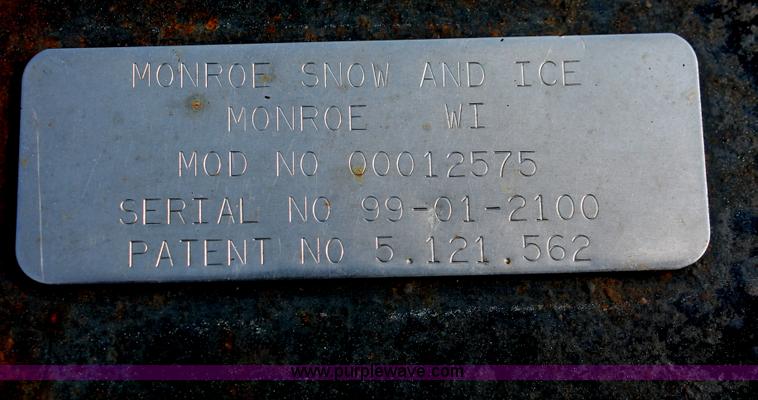 MONROE SNOW AND ICE
MONROE WI
MOD NO 00012575
SERIAL NO 99-01-2100
PATENT NO 5.121.562
www.purplewave.com